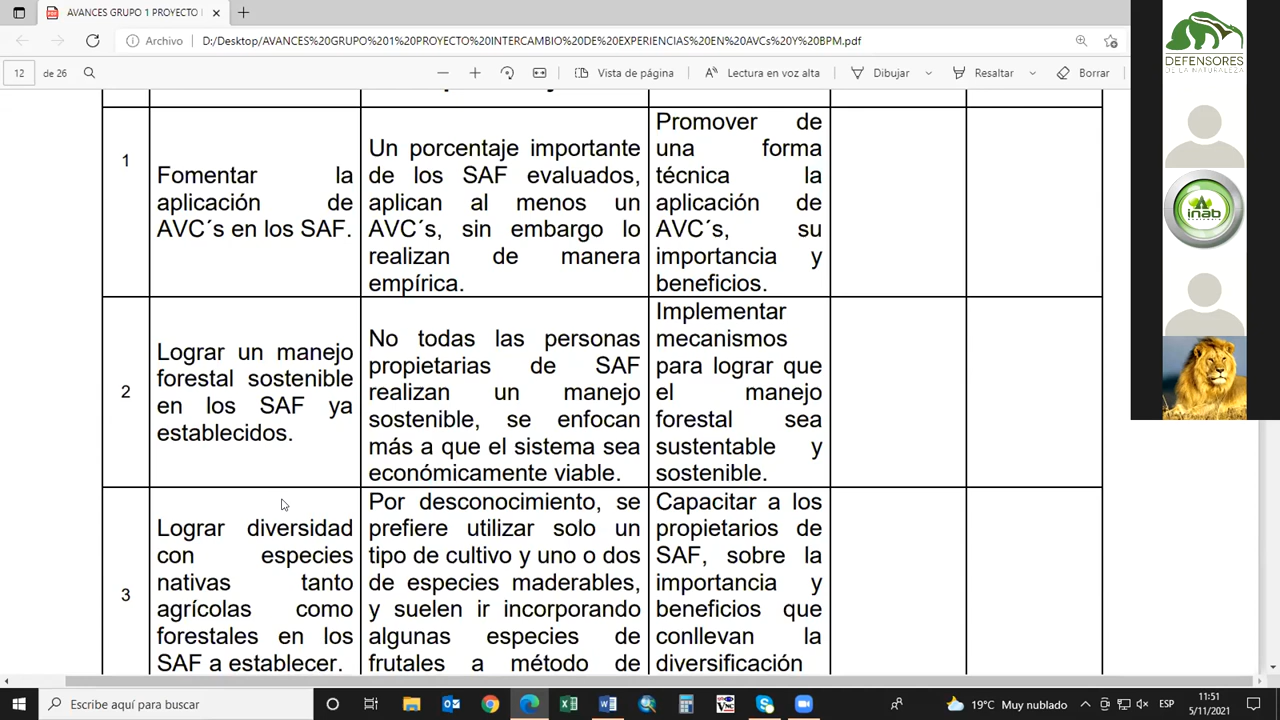 AVANCES GRUPO 1 PROYECTO
Archivo
D:/Desktop/AVANCES%20GRUPO%201%20PROYECTO%20INTERCAMBIO%20DE%20EXPERIENCIAS%20EN%20AVCs%20Y%20BPM.pdf
12
de 26
Vista de página
Lectura en voz alta
Dibujar
Resaltar
Borrar
1
Fomentar la
aplicación de
AVC´s en los SAF.
Un porcentaje importante
de los SAF evaluados,
aplican al menos un
AVC´s, sin embargo lo
realizan de manera
empírica.
Promover de
una forma
técnica la
aplicación de
AVC´s, su
importancia y
beneficios.
2
Lograr un manejo
forestal sostenible
en los SAF ya
establecidos.
No todas las personas
propietarias de SAF
realizan un manejo
sostenible, se enfocan
más a que el sistema sea
económicamente viable.
Implementar
mecanismos
para lograr que
el manejo
forestal sea
sustentable y
sostenible.
3
Lograr diversidad
con especies
nativas tanto
agrícolas como
forestales en los
SAF a establecer.
Por desconocimiento, se
prefiere utilizar solo un
tipo de cultivo y uno o dos
de especies maderables,
y suelen ir incorporando
algunas especies de
frutales a método de
Capacitar a los
propietarios de
SAF, sobre la
importancia y
beneficios que
conllevan la
diversificación
DEFENSORES
DE LA NATURALEZA
inab
Escribe aquí para buscar
19°C Muy nublado
ESP
11:51
5/11/2021